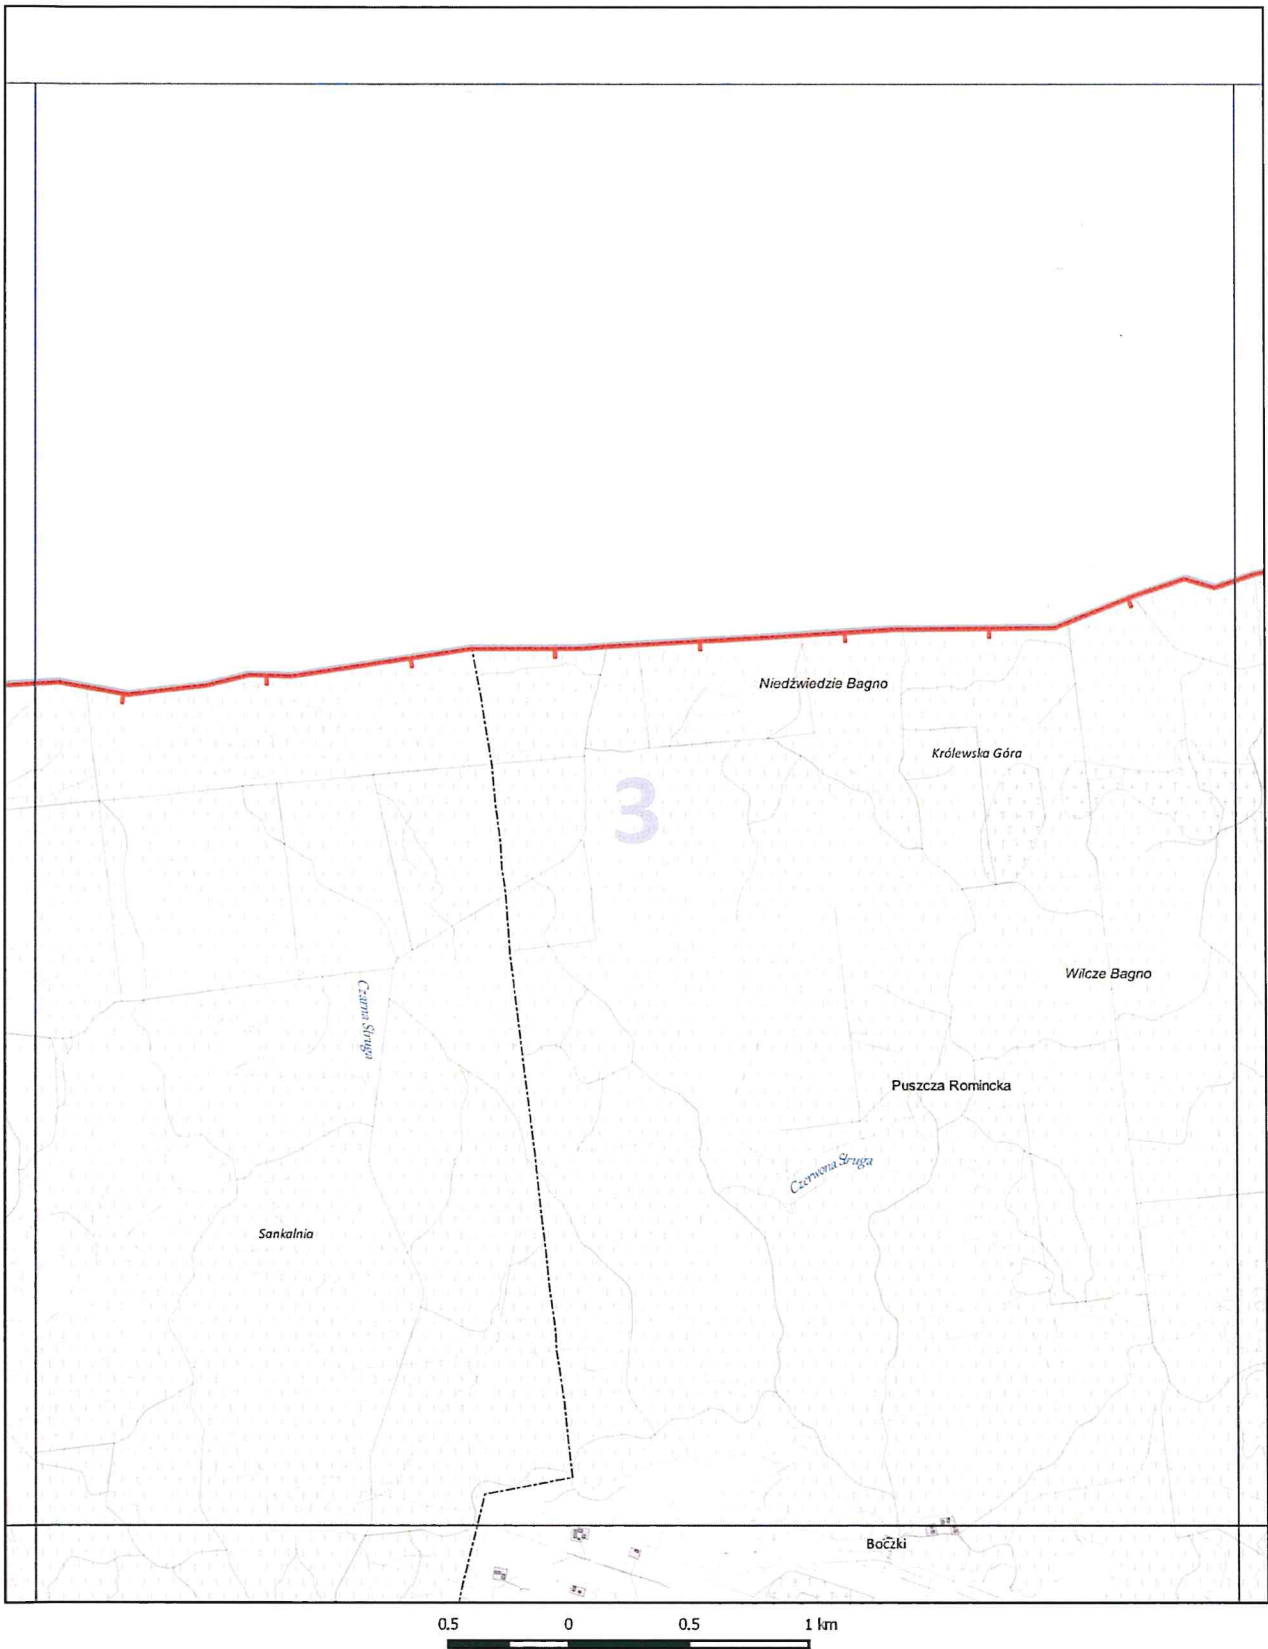 Niedźwiedzie Bagno
Królewska Góra
3
Wilcze Bagno
Czarna Struga
Puszcza Romincka
Czerwona Struga
Sankalnia
Boćzki
0.5 0 0.5 1 km